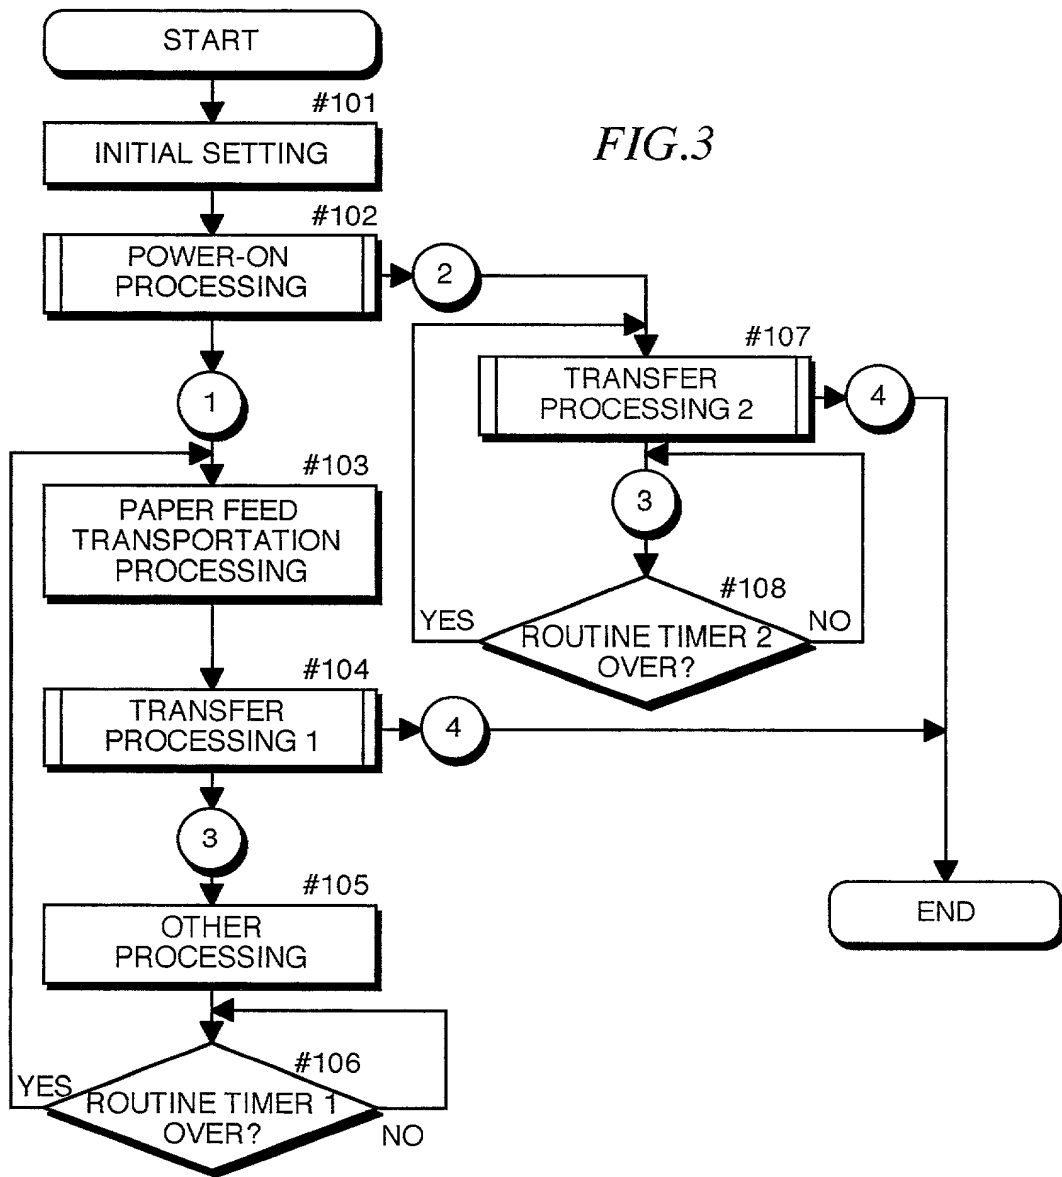 START
#101
INITIAL SETTING
FIG.3
#102
POWER-ON
PROCESSING
2
1
#107
TRANSFER
PROCESSING 2
4
#103
PAPER FEED
TRANSPORTATION
PROCESSING
3
#108
YES
NO
ROUTINE TIMER 2
OVER?
#104
TRANSFER
PROCESSING 1
4
3
#105
OTHER
PROCESSING
END
#106
YES
ROUTINE TIMER 1
OVER?
NO